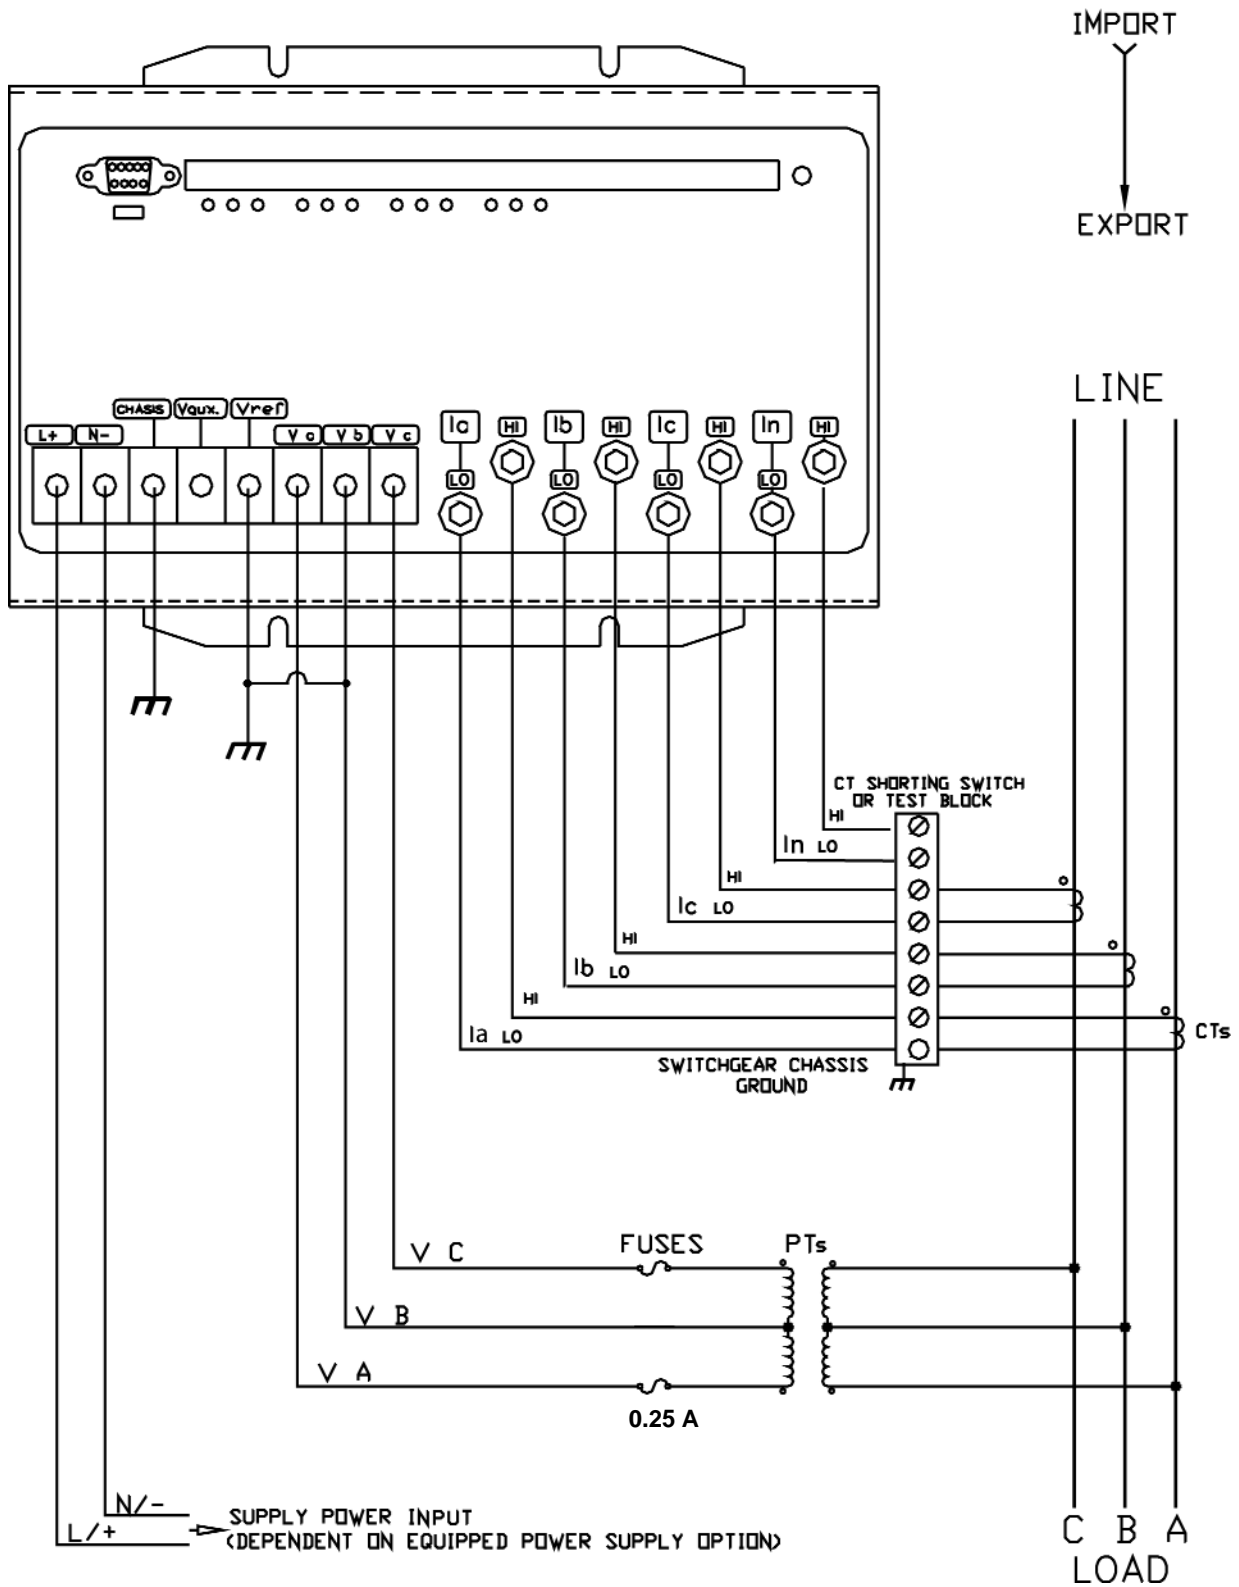 IMPORT
EXPORT
LINE
CHASIS Vaux. Vref
L+ N- Va Vb Vc
Ia HI Ib HI Ic HI In HI
LO LO LO LO
CT SHORTING SWITCH
OR TEST BLOCK
HI
In LO
HI
Ic LO
HI
Ib LO
HI
Ia LO
CTs
SWITCHGEAR CHASSIS
GROUND
V C FUSES PTs
V B
V A
0.25 A
N/-
L/+
SUPPLY POWER INPUT
(DEPENDENT ON EQUIPPED POWER SUPPLY OPTION)
C B A
LOAD